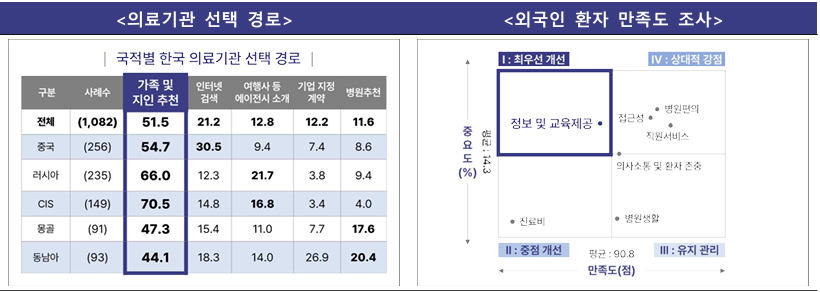 <의료기관 선택 경로>
| 국적별 한국 의료기관 선택 경로 |
구분 사례수 가족 및 지인 추천 인터넷 검색 여행사 등 에이전시 소개 기업 지정 계약 병원추천
전체 (1,082) 51.5 21.2 12.8 12.2 11.6
중국 (256) 54.7 30.5 9.4 7.4 8.6
러시아 (235) 66.0 12.3 21.7 3.8 9.4
CIS (149) 70.5 14.8 16.8 3.4 4.0
몽골 (91) 47.3 15.4 11.0 7.7 17.6
동남아 (93) 44.1 18.3 14.0 26.9 20.4
<외국인 환자 만족도 조사>
I : 최우선 개선
IV : 상대적 강점
정보 및 교육제공
병원편의
접근성
직원서비스
의사소통 및 환자 존중
중요도(%)
평균 : 14.3
진료비
병원생활
II : 중점 개선
평균 : 90.8
III : 유지 관리
만족도(점)